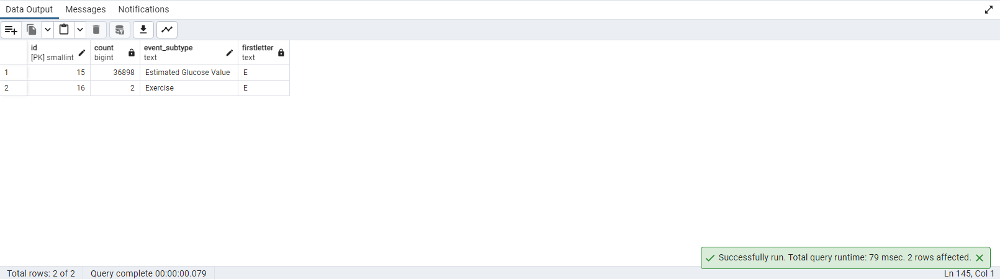 Data Output Messages Notifications
id count event_subtype firstletter
[PK] smallint bigint text text
1 15 36898 Estimated Glucose Value E
2 16 2 Exercise E
Successfully run. Total query runtime: 79 msec. 2 rows affected.
Total rows: 2 of 2 Query complete 00:00:00.079 Ln 145, Col 1